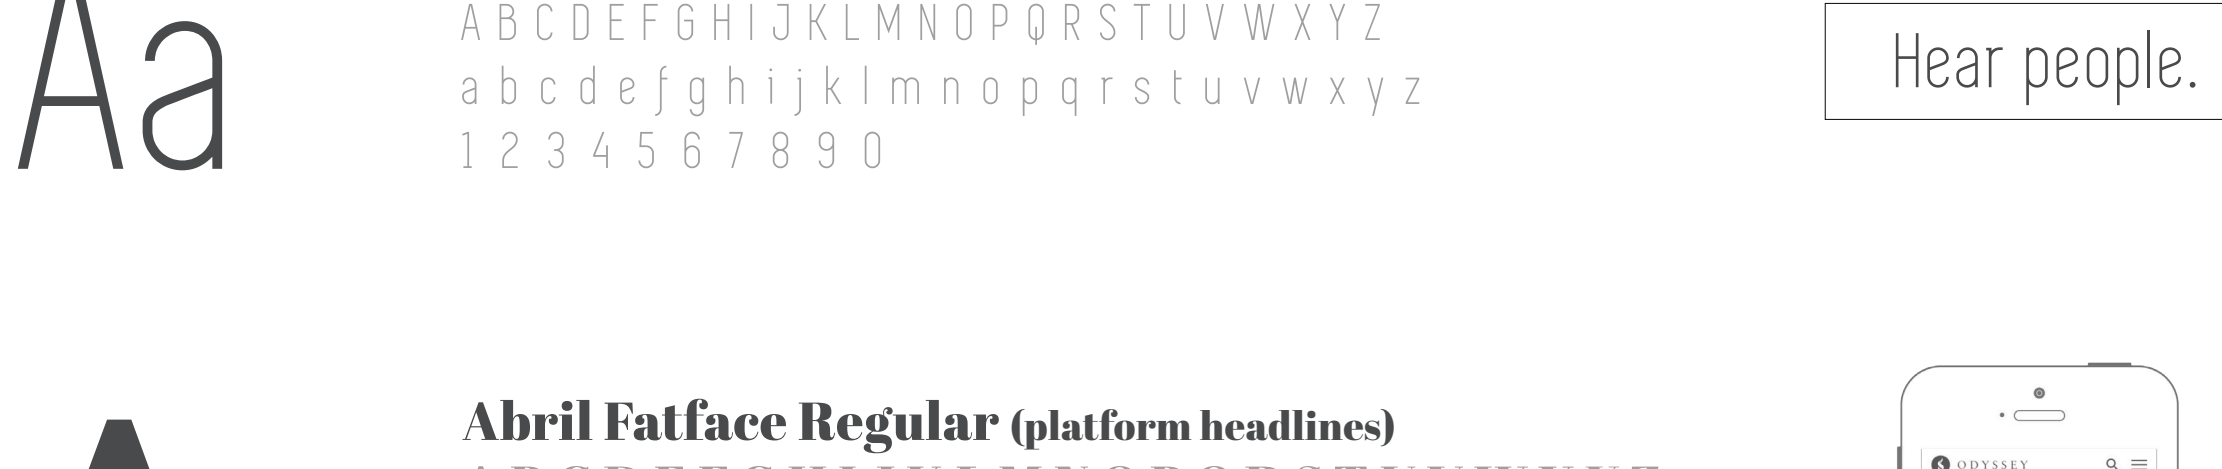 Aa
A B C D E F G H I J K L M N O P Q R S T U V W X Y Z
a b c d e f g h i j k l m n o p q r s t u v w x y z
1 2 3 4 5 6 7 8 9 0
Hear people.
Abril Fatface Regular (platform headlines)
ODYSSEY